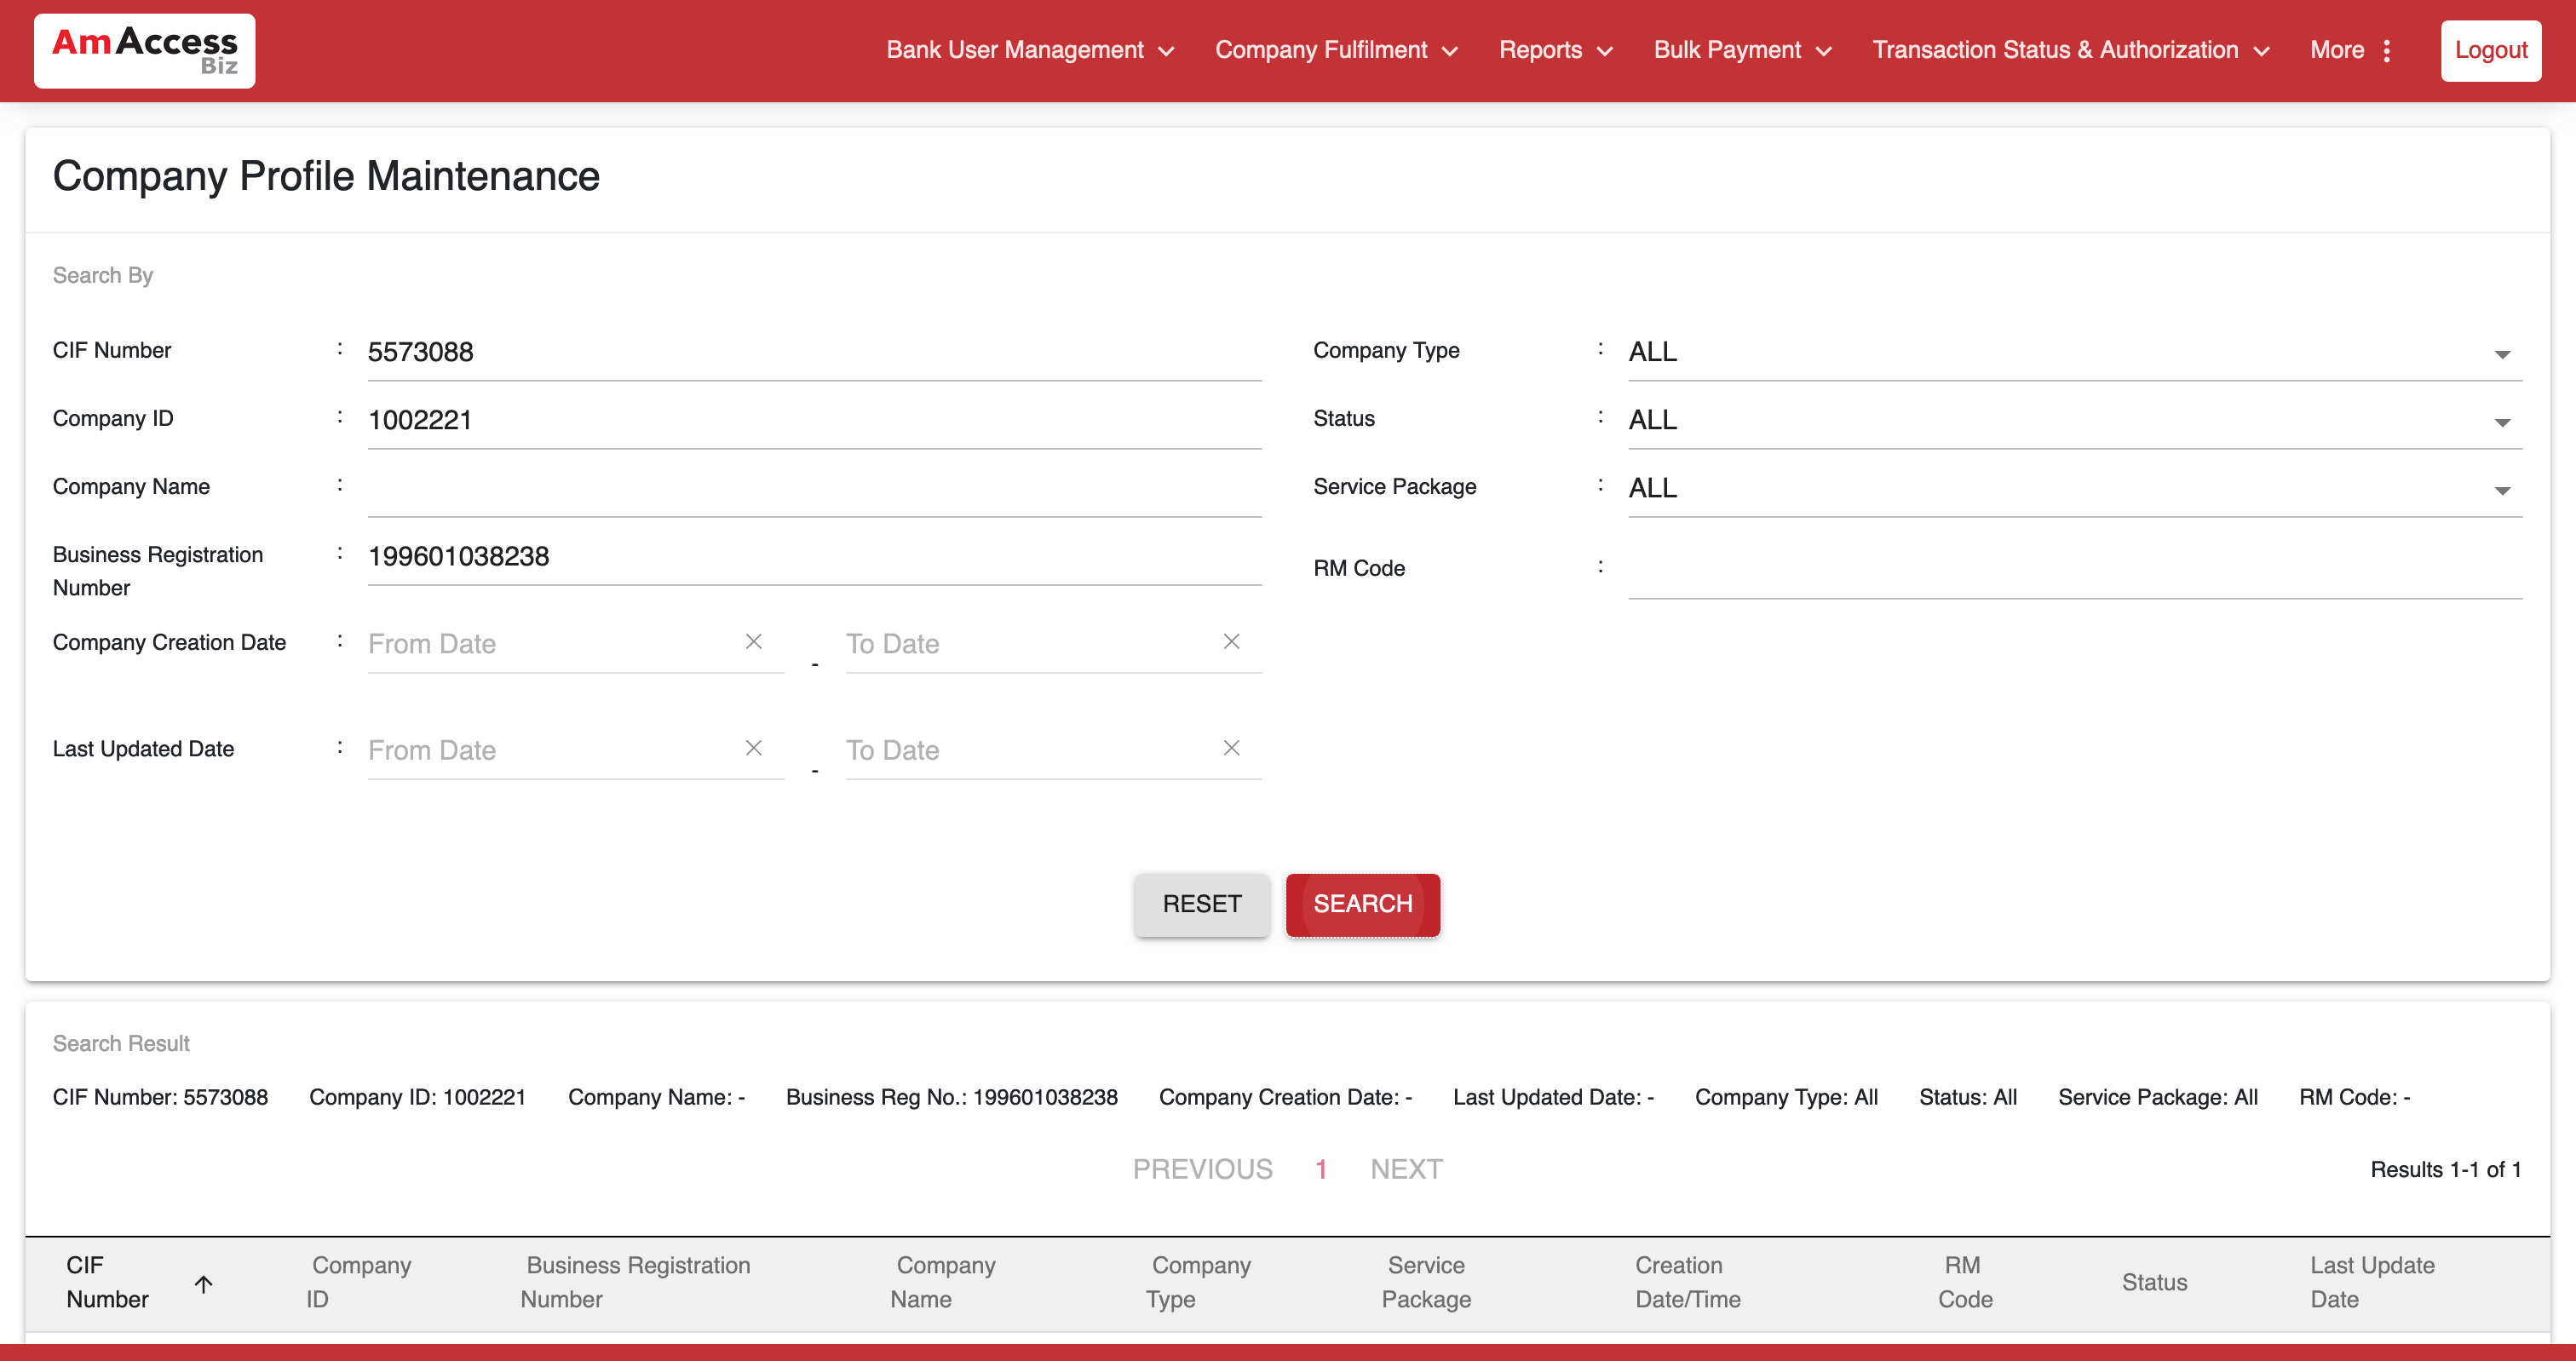 AmAccess
Biz
Bank User Management
Company Fulfilment
Reports
Bulk Payment
Transaction Status & Authorization
More
Logout
Company Profile Maintenance
Search By
CIF Number : 5573088
Company Type : ALL
Company ID : 1002221
Status : ALL
Company Name :
Service Package : ALL
Business Registration
Number : 199601038238
RM Code :
Company Creation Date : From Date - To Date
Last Updated Date : From Date - To Date
RESET
SEARCH
Search Result
CIF Number: 5573088 Company ID: 1002221 Company Name: - Business Reg No.: 199601038238 Company Creation Date: - Last Updated Date: - Company Type: All Status: All Service Package: All RM Code: -
PREVIOUS 1 NEXT
Results 1-1 of 1
CIF
Number
Company
ID
Business Registration
Number
Company
Name
Company
Type
Service
Package
Creation
Date/Time
RM
Code
Status
Last Update
Date